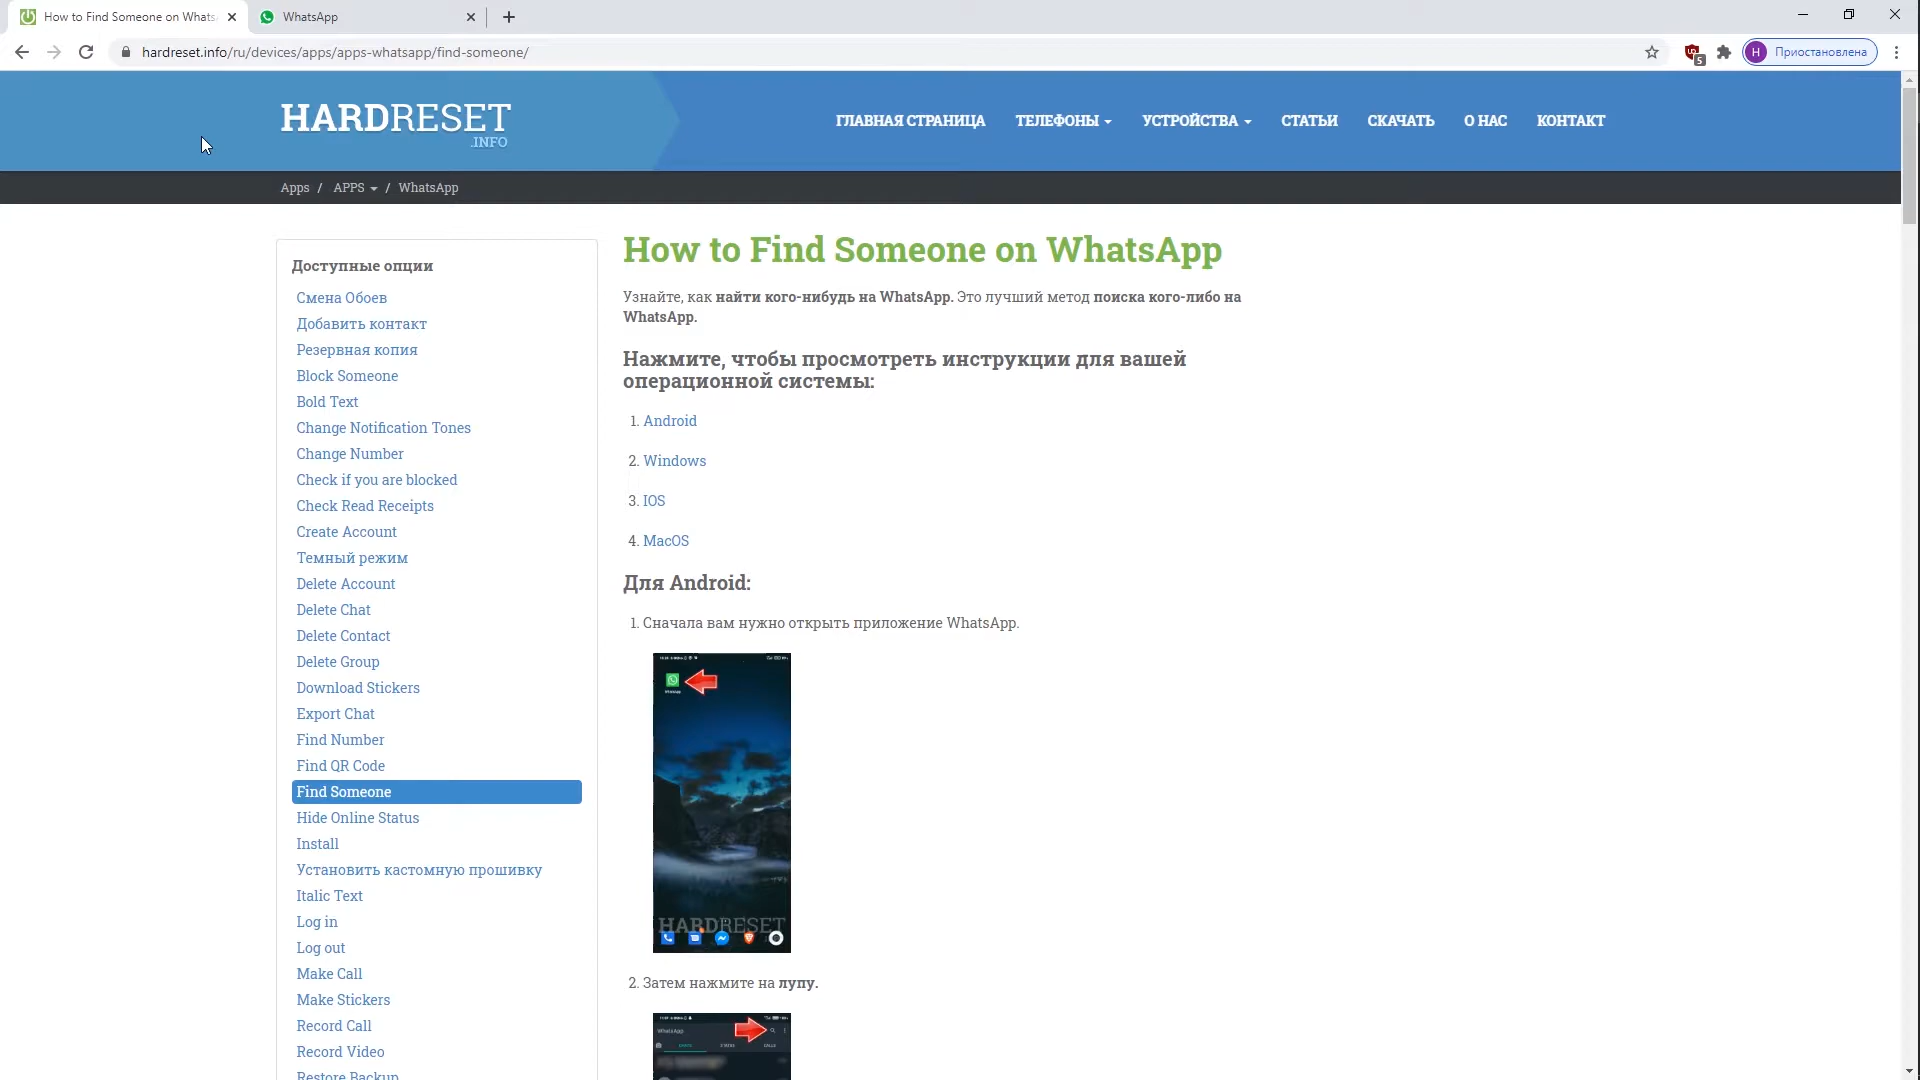 How to Find Someone on Whats
WhatsApp
hardreset.info/ru/devices/apps/apps-whatsapp/find-someone/
5
H Приостановлена
HARDRESET
.INFO
ГЛАВНАЯ СТРАНИЦА ТЕЛЕФОНЫ УСТРОЙСТВА СТАТЬИ СКАЧАТЬ О НАС КОНТАКТ
Apps / APPS / WhatsApp
Доступные опции
Смена Обоев
Добавить контакт
Резервная копия
Block Someone
Bold Text
Change Notification Tones
Change Number
Check if you are blocked
Check Read Receipts
Create Account
Темный режим
Delete Account
Delete Chat
Delete Contact
Delete Group
Download Stickers
Export Chat
Find Number
Find QR Code
Find Someone
Hide Online Status
Install
Установить кастомную прошивку
Italic Text
Log in
Log out
Make Call
Make Stickers
Record Call
Record Video
Restore Backup
How to Find Someone on WhatsApp
Узнайте, как найти кого-нибудь на WhatsApp. Это лучший метод поиска кого-либо на
WhatsApp.
Нажмите, чтобы просмотреть инструкции для вашей
операционной системы:
1. Android
2. Windows
3. IOS
4. MacOS
Для Android:
1. Сначала вам нужно открыть приложение WhatsApp.
WhatsApp
HARDRESET
2. Затем нажмите на лупу.
WhatsApp
CHATS STATUS CALLS